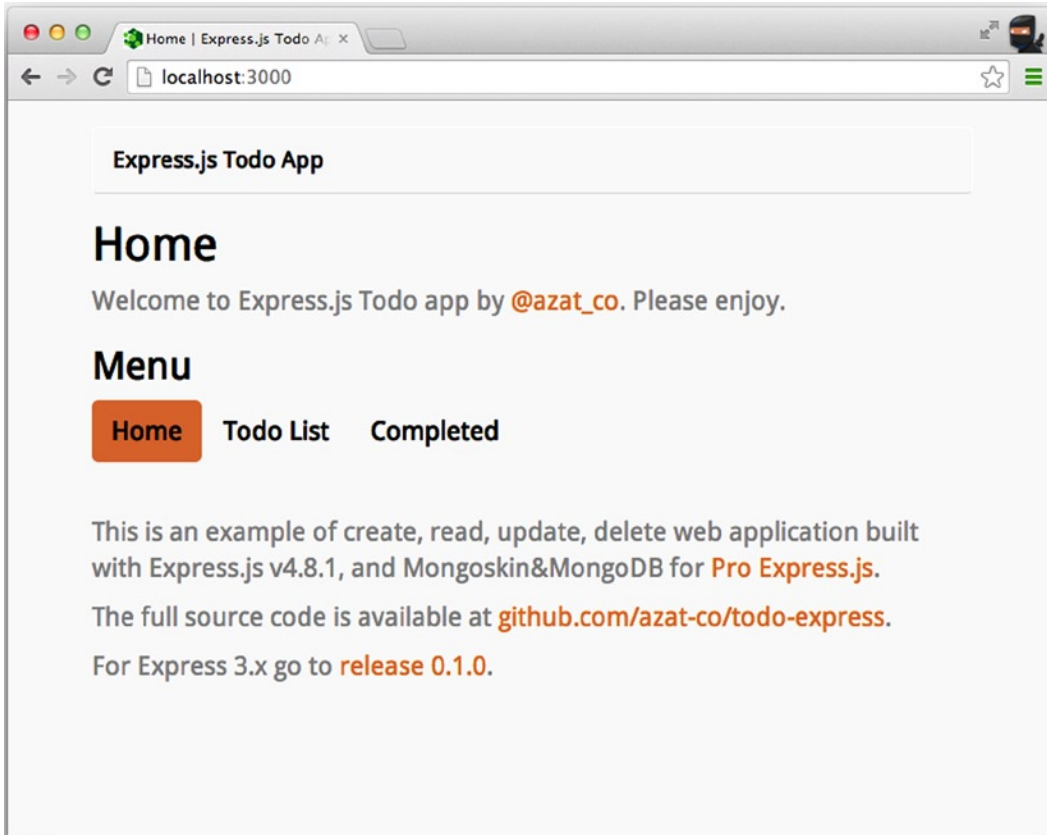 Home | Express.js Todo Ap
localhost:3000
Express.js Todo App
Home
Welcome to Express.js Todo app by @azat_co. Please enjoy.
Menu
Home Todo List Completed
This is an example of create, read, update, delete web application built
with Express.js v4.8.1, and Mongoskin&MongoDB for Pro Express.js.
The full source code is available at github.com/azat-co/todo-express.
For Express 3.x go to release 0.1.0.